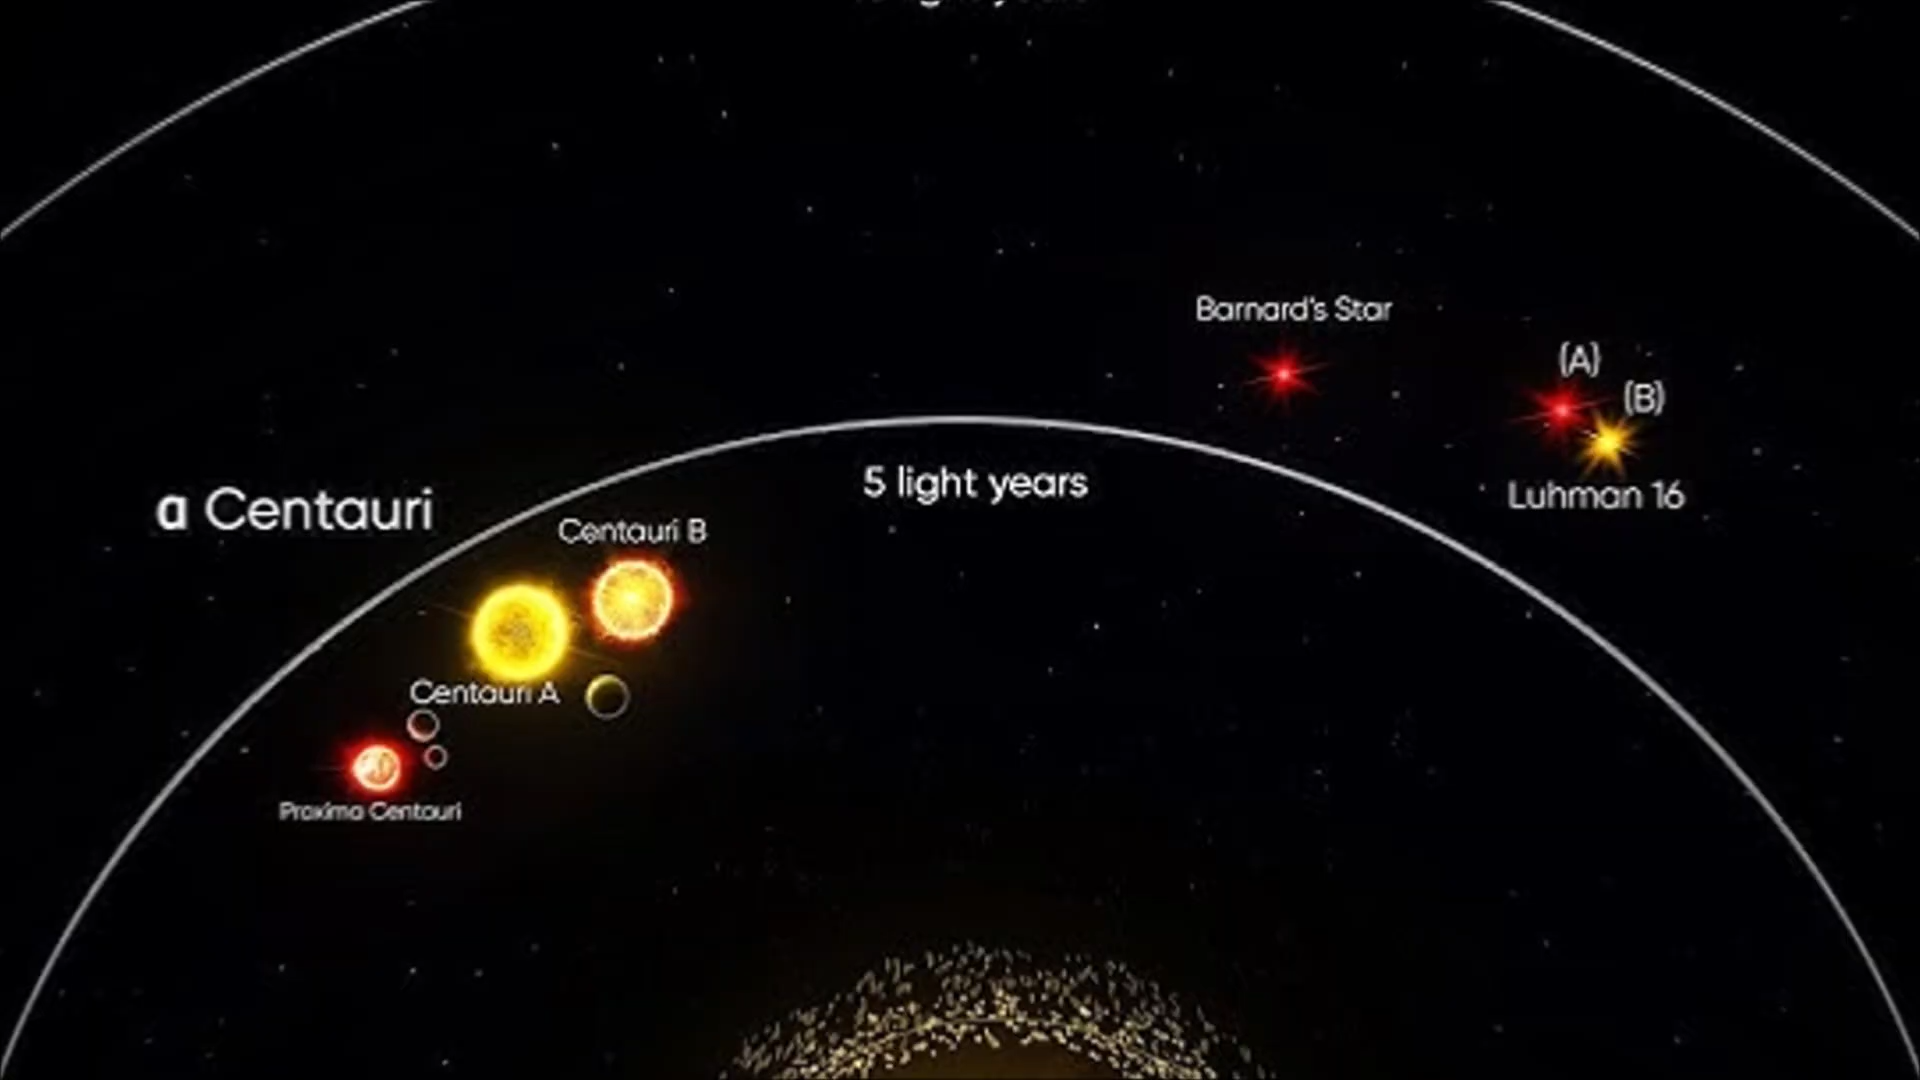 Barnard's Star
(A)
(B)
Luhman 16
5 light years
a Centauri
Centauri B
Centauri A
Proxima Centauri